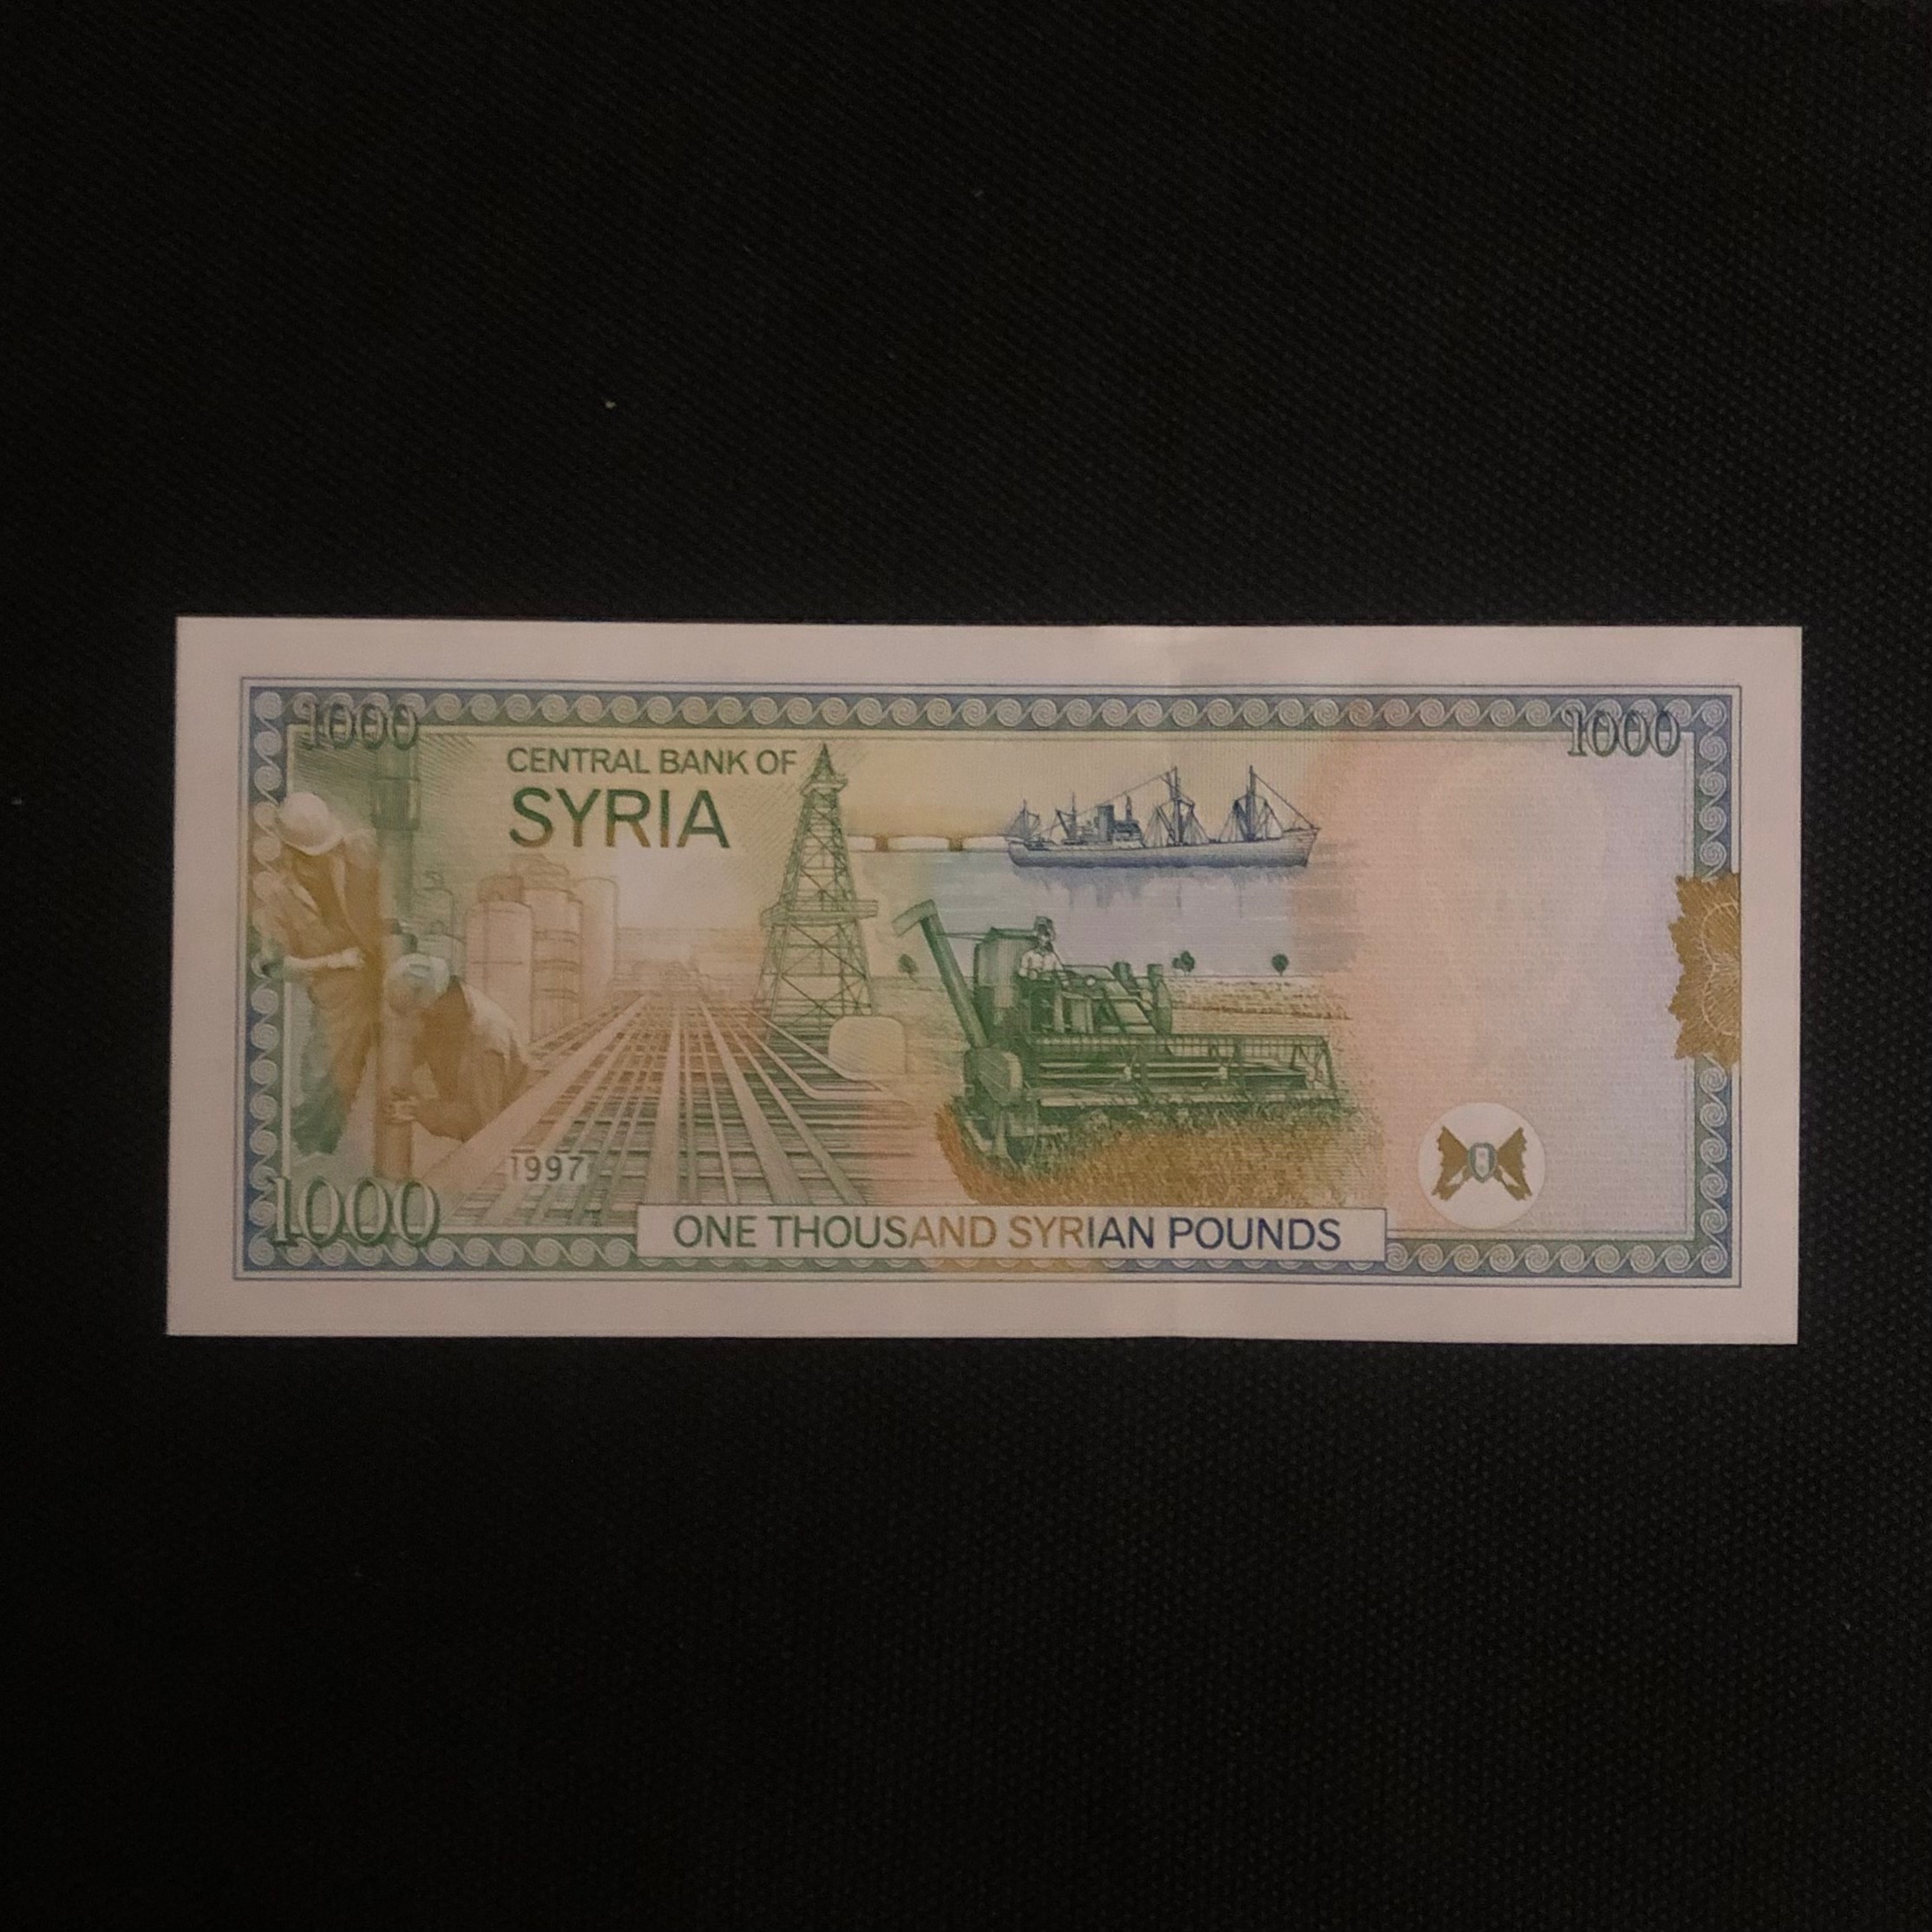 1000
1000
CENTRAL BANK OF
SYRIA
1997
1000
ONE THOUSAND SYRIAN POUNDS